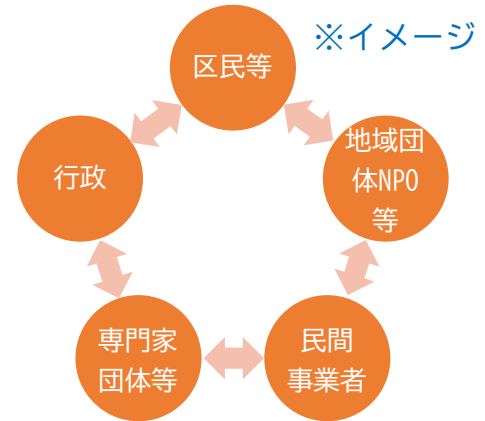 ※イメージ
区民等
地域団
体NPO
等
民間
事業者
専門家
団体等
行政